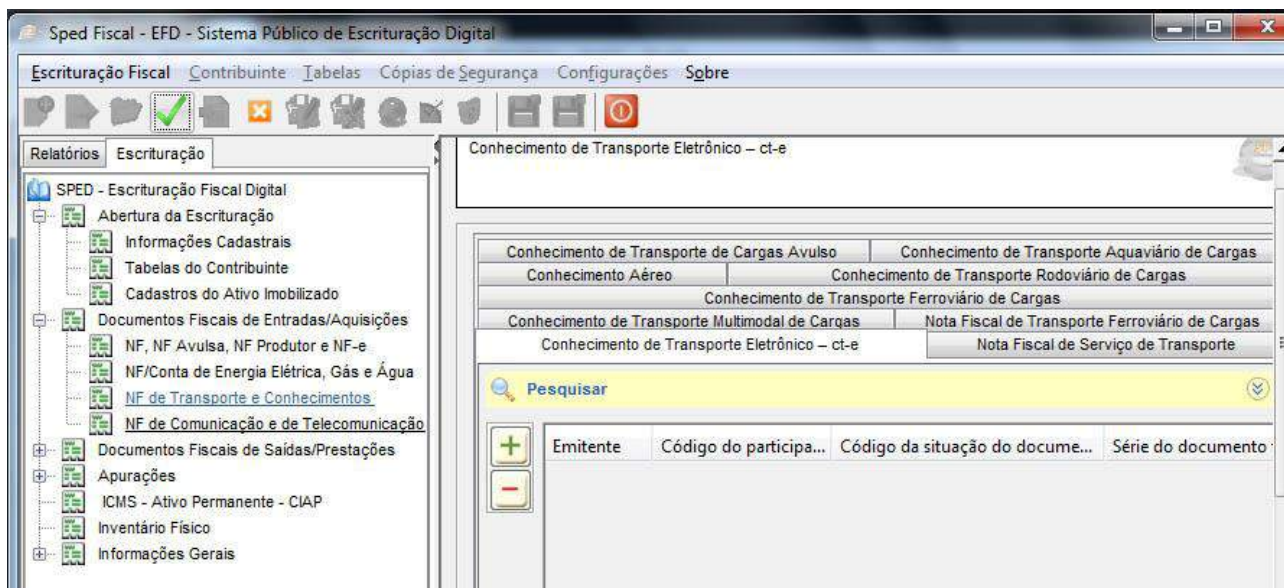 Sped Fiscal - EFD - Sistema Público de Escrituração Digital
Escrituração Fiscal Contribuinte Tabelas Cópias de Segurança Configurações Sobre
Relatórios Escrituração
SPED - Escrituração Fiscal Digital
Abertura da Escrituração
Informações Cadastrais
Tabelas do Contribuinte
Cadastros do Ativo Imobilizado
Documentos Fiscais de Entradas/Aquisições
NF, NF Avulsa, NF Produtor e NF-e
NF/Conta de Energia Elétrica, Gás e Água
NF de Transporte e Conhecimentos
NF de Comunicação e de Telecomunicação
Documentos Fiscais de Saídas/Prestações
Apurações
ICMS - Ativo Permanente - CIAP
Inventário Físico
Informações Gerais
Conhecimento de Transporte Eletrônico – ct-e
Conhecimento de Transporte de Cargas Avulso Conhecimento de Transporte Aquaviário de Cargas
Conhecimento Aéreo Conhecimento de Transporte Rodoviário de Cargas
Conhecimento de Transporte Ferroviário de Cargas
Conhecimento de Transporte Multimodal de Cargas Nota Fiscal de Transporte Ferroviário de Cargas
Conhecimento de Transporte Eletrônico – ct-e Nota Fiscal de Serviço de Transporte
Pesquisar
Emitente Código do participa... Código da situação do docume... Série do documento